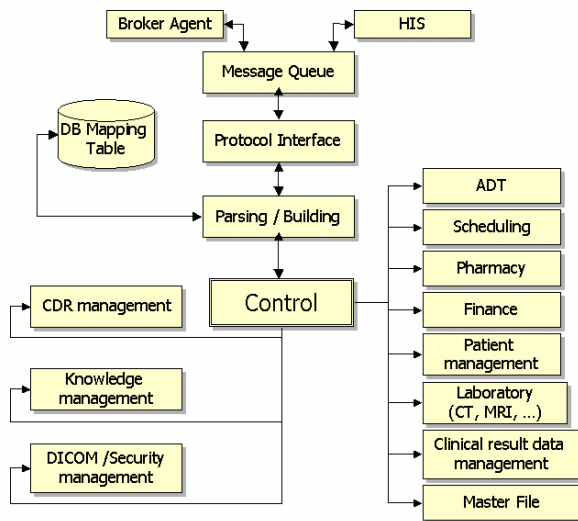 Broker Agent
HIS
Message Queue
DB Mapping
Table
Protocol Interface
Parsing / Building
Control
CDR management
Knowledge
management
DICOM /Security
management
ADT
Scheduling
Pharmacy
Finance
Patient
management
Laboratory
(CT, MRI, ...)
Clinical result data
management
Master File